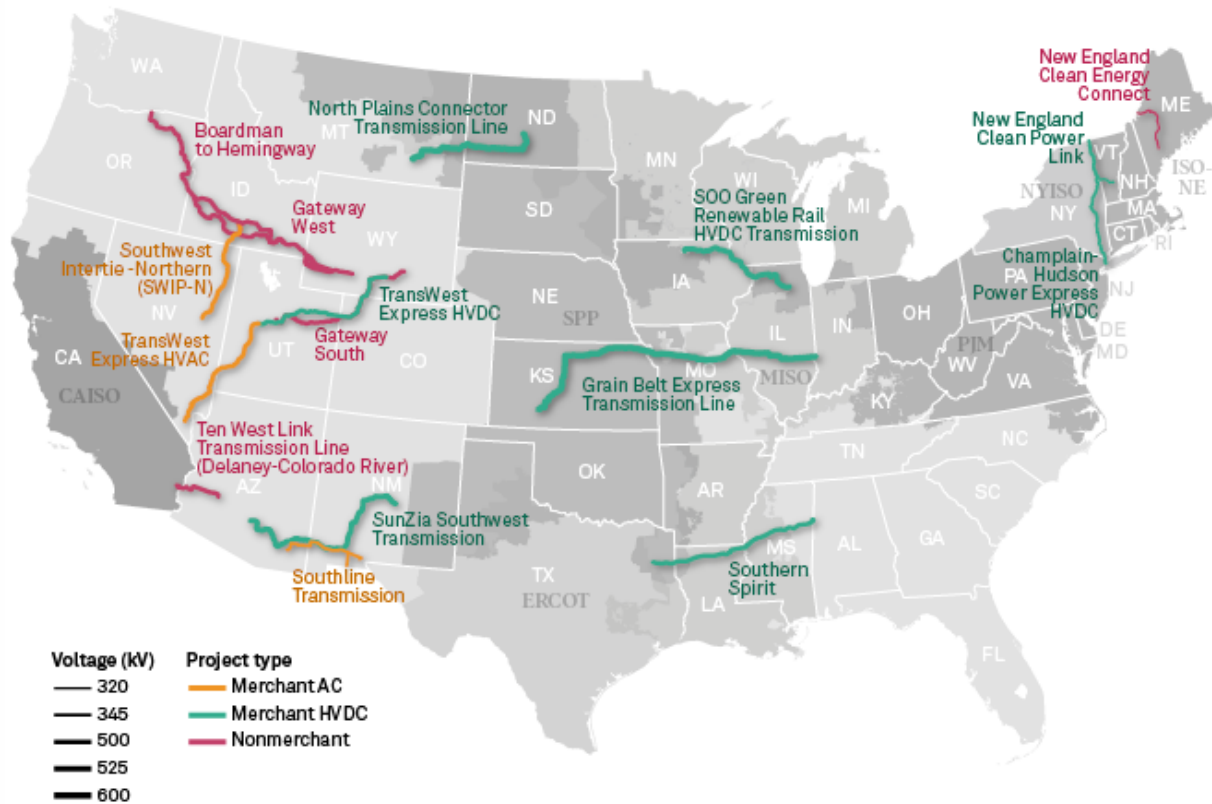 WA
OR
CA
CAISO
NV
ID
MT
WY
UT
CO
AZ
NM
ND
SD
NE
SPP
KS
OK
TX
ERCOT
MN
IA
MO
AR
LA
WI
IL
MISO
MI
IN
OH
KY
TN
MS
AL
GA
FL
SC
NC
VA
WV
PJM
PA
NY
NYISO
VT
NH
MA
CT
RI
NJ
DE
MD
ME
ISO-
NE
North Plains Connector
Transmission Line
Boardman
to Hemingway
Gateway
West
Southwest
Intertie-Northern
(SWIP-N)
TransWest
Express HVDC
TransWest
Express HVAC
Gateway
South
Ten West Link
Transmission Line
(Delaney-Colorado River)
SunZia Southwest
Transmission
Southline
Transmission
SOO Green
Renewable Rail
HVDC Transmission
Grain Belt Express
Transmission Line
Southern
Spirit
New England
Clean Energy
Connect
New England
Clean Power
Link
Champlain-
Hudson
Power Express
HVDC
Voltage (kV)
320
345
500
525
600
Project type
Merchant AC
Merchant HVDC
Nonmerchant